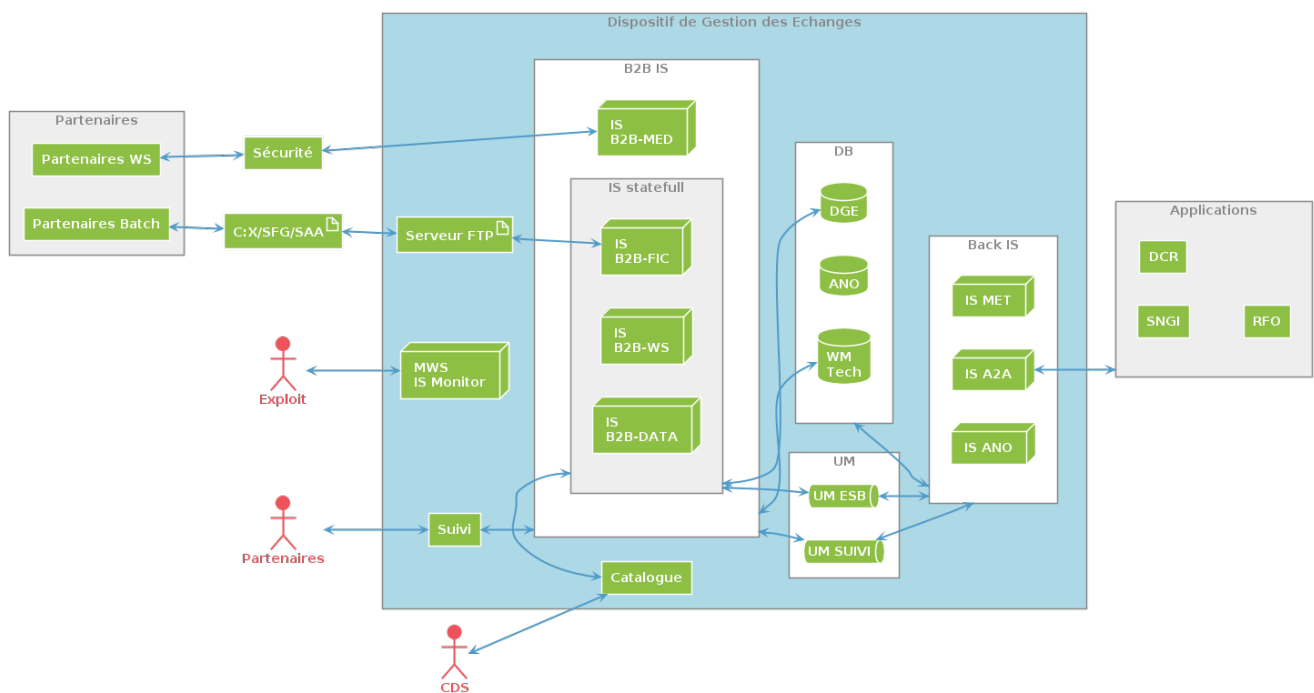 Dispositif de Gestion des Echanges
B2B IS
Partenaires
Partenaires WS
Partenaires Batch
Sécurité
C:X/SFG/SAA
Serveur FTP
IS
B2B-MED
IS statefull
IS
B2B-FIC
IS
B2B-WS
IS
B2B-DATA
DB
DGE
ANO
WM
Tech
Back IS
IS MET
IS A2A
IS ANO
Applications
DCR
SNGI
RFO
MWS
IS Monitor
Exploit
UM
UM ESB
UM SUIVI
Suivi
Partenaires
Catalogue
CDS